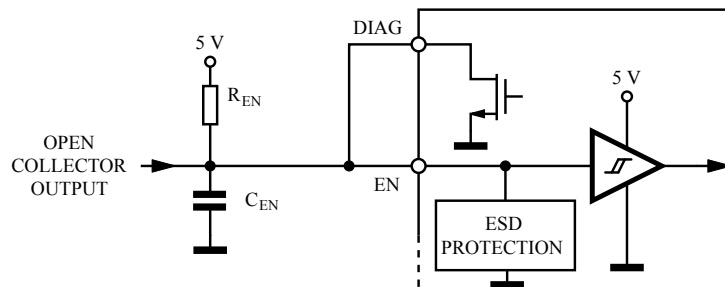 DIAG
5 V
5 V
R_EN
OPEN
COLLECTOR
OUTPUT
EN
C_EN
ESD
PROTECTION